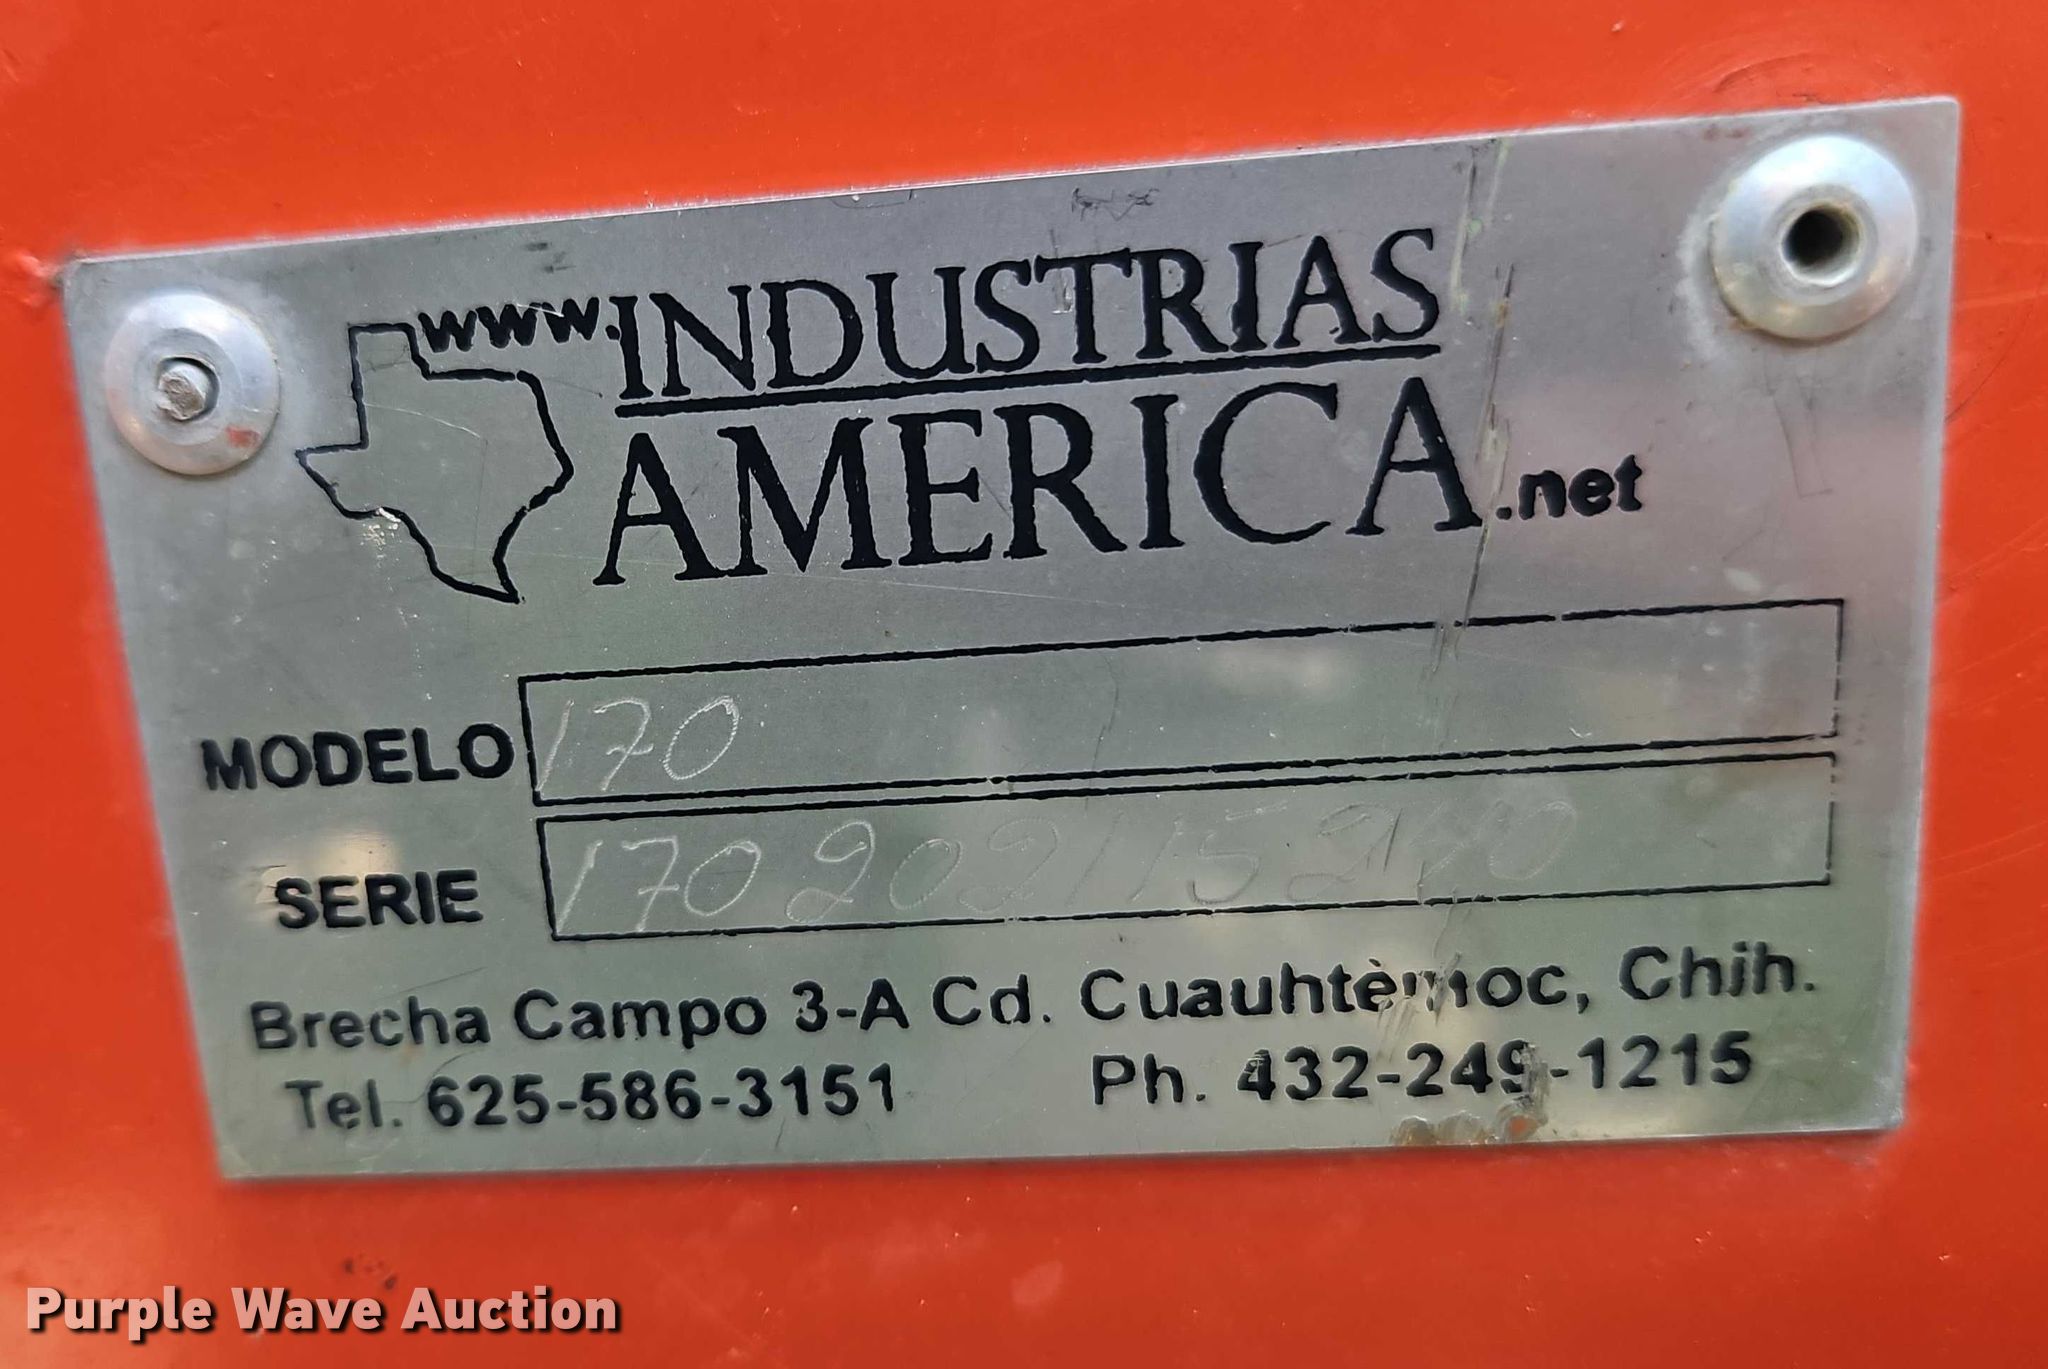 www.INDUSTRIAS
AMERICA.net
MODELO 170
SERIE
Brecha Campo 3-A Cd. Cuauhtèmoc, Chih.
Tel. 625-586-3151 Ph. 432-249-1215
Purple Wave Auction